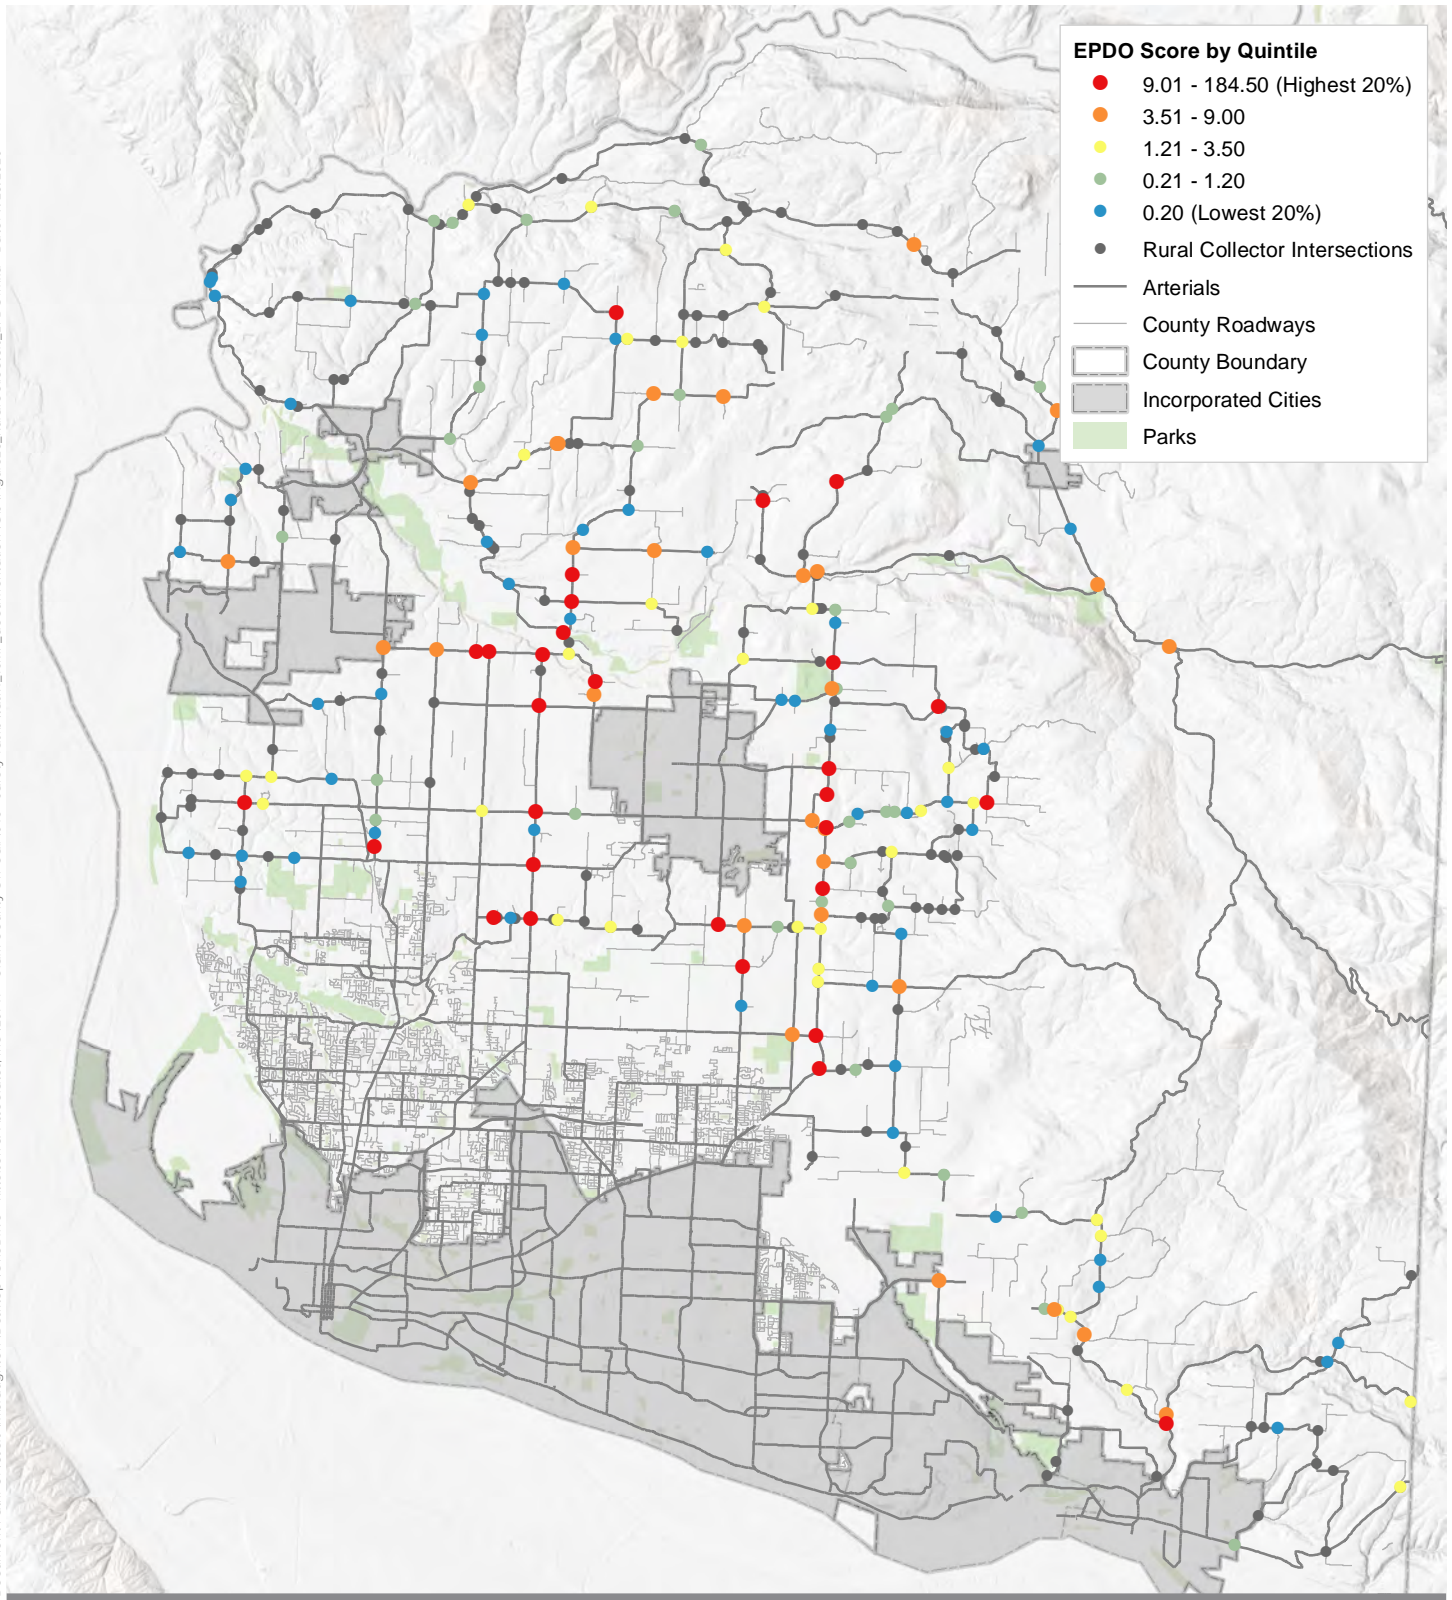 EPDO Score by Quintile
9.01 - 184.50 (Highest 20%)
3.51 - 9.00
1.21 - 3.50
0.21 - 1.20
0.20 (Lowest 20%)
Rural Collector Intersections
Arterials
County Roadways
County Boundary
Incorporated Cities
Parks